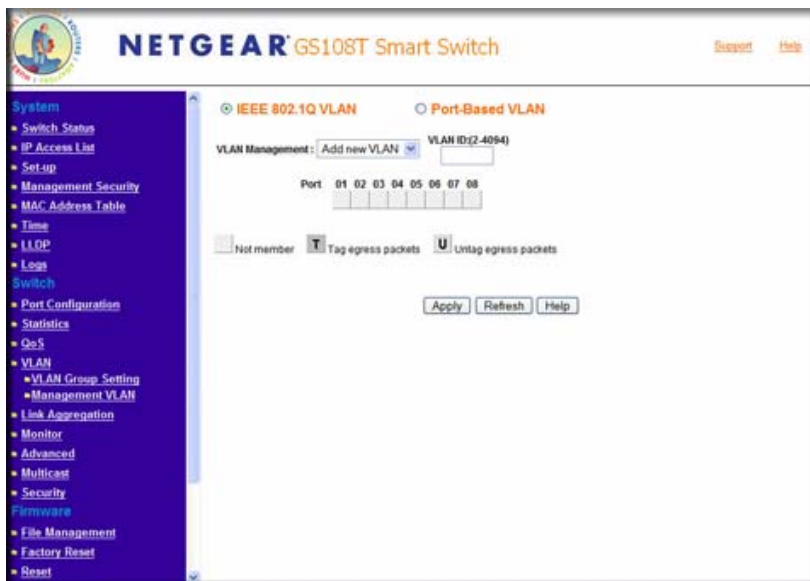 NETGEAR GS108T Smart Switch
Support
Help
System
Switch Status
IP Access List
Set-up
Management Security
MAC Address Table
Time
LLDP
Logs
Switch
Port Configuration
Statistics
QoS
VLAN
VLAN Group Setting
Management VLAN
Link Aggregation
Monitor
Advanced
Multicast
Security
Firmware
File Management
Factory Reset
Reset
IEEE 802.1Q VLAN
Port-Based VLAN
VLAN Management : Add new VLAN
VLAN ID:(2-4094)
Port 01 02 03 04 05 06 07 08
Not member T Tag egress packets U Untag egress packets
Apply Refresh Help